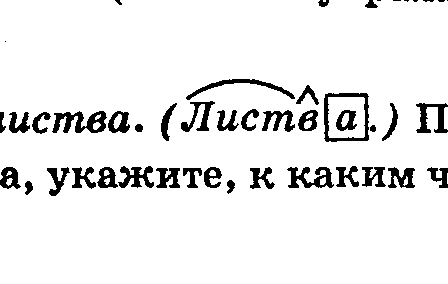 листва. (Листва.) П
а, укажите, к каким ч